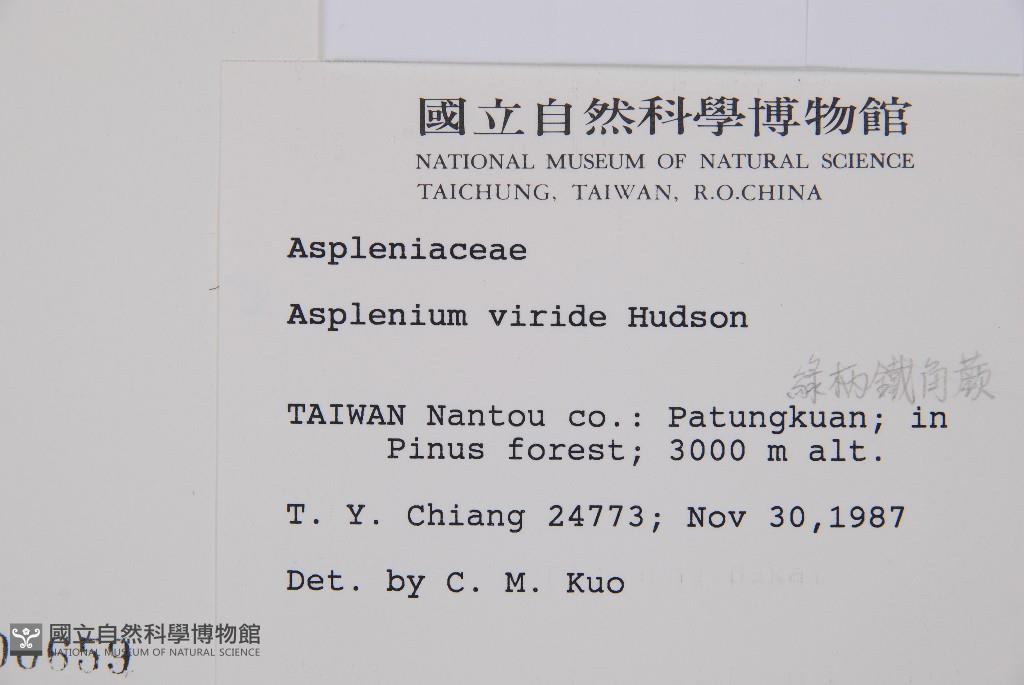 國立自然科學博物館
NATIONAL MUSEUM OF NATURAL SCIENCE
TAICHUNG, TAIWAN, R.O.CHINA
Aspleniaceae
Asplenium viride Hudson
綠柄鐵角蕨
TAIWAN Nantou co.: Patungkuan; in
Pinus forest; 3000 m alt.
T. Y. Chiang 24773; Nov 30,1987
Det. by C. M. Kuo
國立自然科學博物館
NATIONAL MUSEUM OF NATURAL SCIENCE